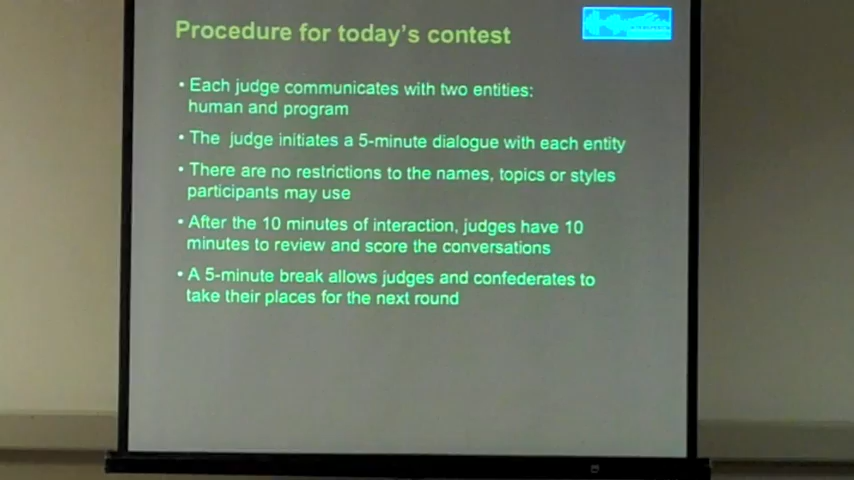 Procedure for today's contest
• Each judge communicates with two entities:
human and program
• The judge initiates a 5-minute dialogue with each entity
• There are no restrictions to the names, topics or styles
participants may use
• After the 10 minutes of interaction, judges have 10
minutes to review and score the conversations
• A 5-minute break allows judges and confederates to
take their places for the next round